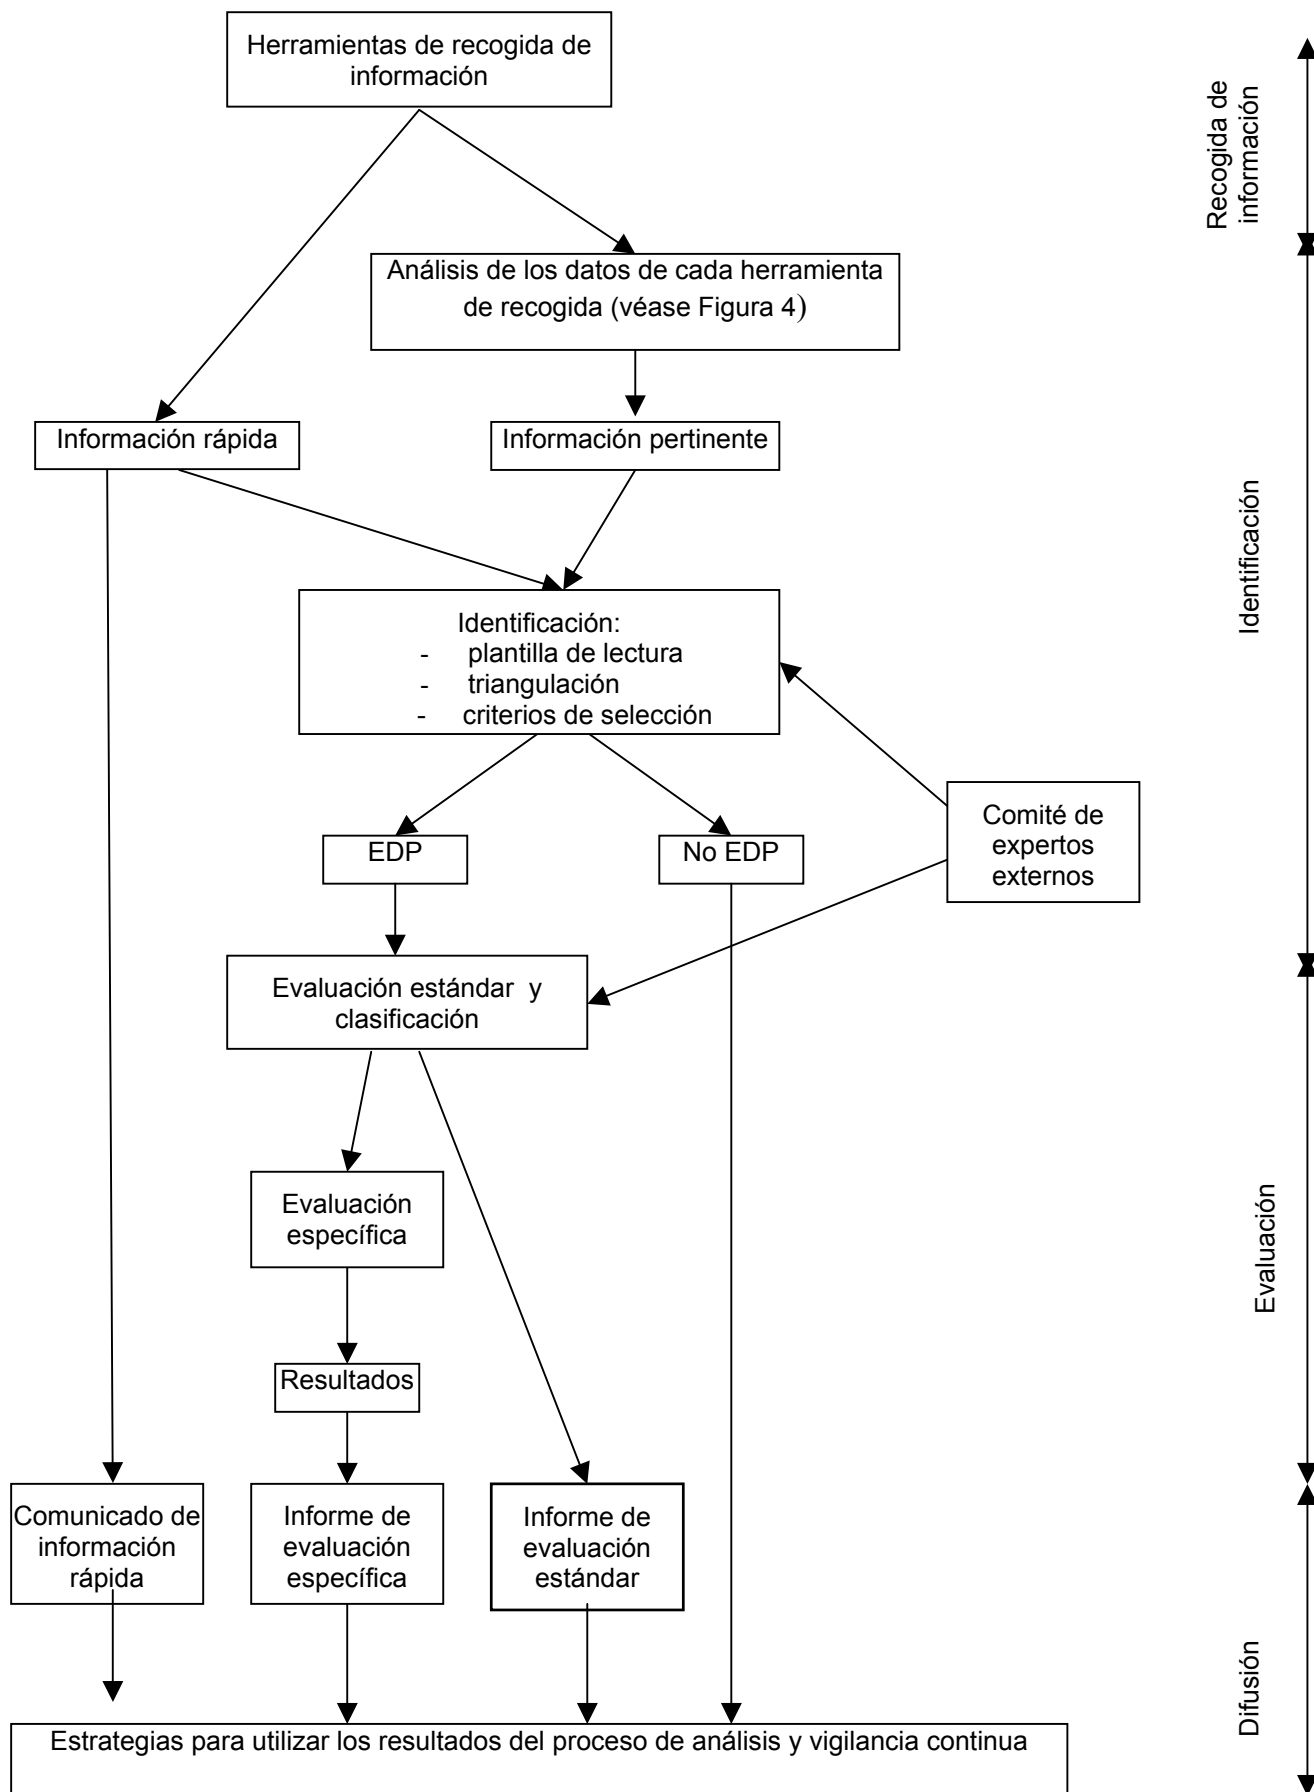 Herramientas de recogida de
información
Recogida de
información
Análisis de los datos de cada herramienta
de recogida (véase Figura 4)
Información rápida
Información pertinente
Identificación
Identificación:
- plantilla de lectura
- triangulación
- criterios de selección
Comité de
expertos
externos
EDP
No EDP
Evaluación estándar y
clasificación
Evaluación
Evaluación
específica
Resultados
Comunicado de
información
rápida
Informe de
evaluación
específica
Informe de
evaluación
estándar
Difusión
Estrategias para utilizar los resultados del proceso de análisis y vigilancia continua